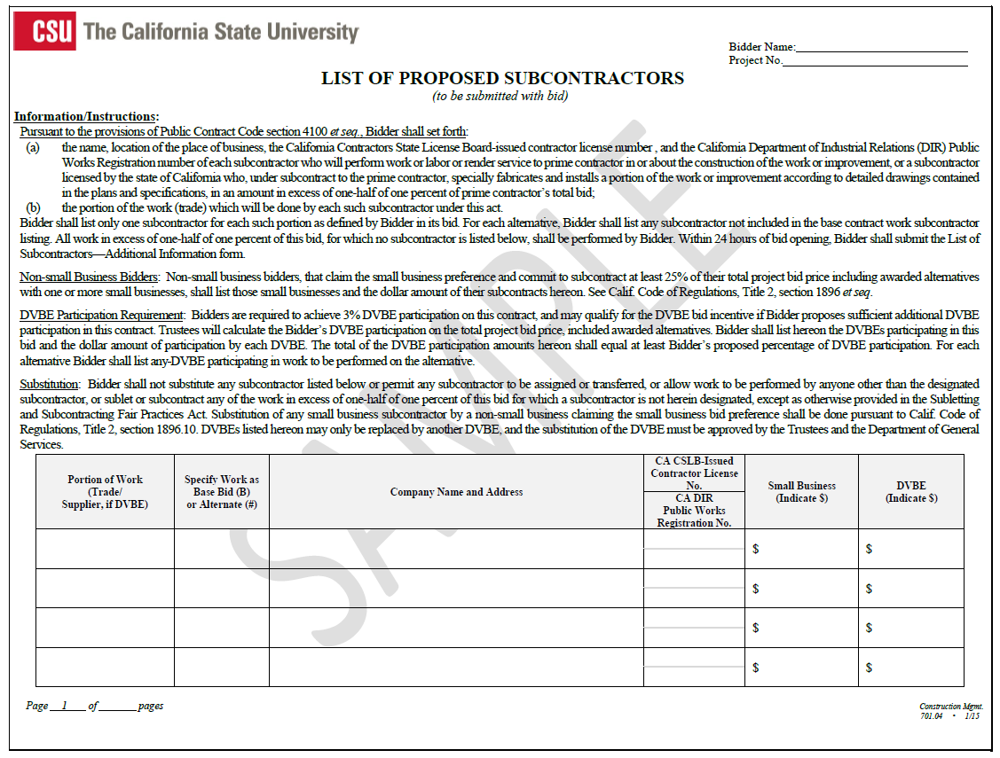 CSU The California State University
Bidder Name:
Project No.
LIST OF PROPOSED SUBCONTRACTORS
(to be submitted with bid)
Information/Instructions:
Pursuant to the provisions of Public Contract Code section 4100 et seq., Bidder shall set forth:
(a) the name, location of the place of business, the California Contractors State License Board-issued contractor license number , and the California Department of Industrial Relations (DIR) Public
Works Registration number of each subcontractor who will perform work or labor or render service to prime contractor in or about the construction of the work or improvement, or a subcontractor
licensed by the state of California who, under subcontract to the prime contractor, specially fabricates and installs a portion of the work or improvement according to detailed drawings contained
in the plans and specifications, in an amount in excess of one-half of one percent of prime contractor's total bid;
(b) the portion of the work (trade) which will be done by each such subcontractor under this act.
Bidder shall list only one subcontractor for each such portion as defined by Bidder in its bid. For each alternative, Bidder shall list any subcontractor not included in the base contract work subcontractor
listing. All work in excess of one-half of one percent of this bid, for which no subcontractor is listed below, shall be performed by Bidder. Within 24 hours of bid opening, Bidder shall submit the List of
Subcontractors—Additional Information form.
Non-small Business Bidders: Non-small business bidders, that claim the small business preference and commit to subcontract at least 25% of their total project bid price including awarded alternatives
with one or more small businesses, shall list those small businesses and the dollar amount of their subcontracts hereon. See Calif. Code of Regulations, Title 2, section 1896 et seq.
DVBE Participation Requirement: Bidders are required to achieve 3% DVBE participation on this contract, and may qualify for the DVBE bid incentive if Bidder proposes sufficient additional DVBE
participation in this contract. Trustees will calculate the Bidder's DVBE participation on the total project bid price, included awarded alternatives. Bidder shall list hereon the DVBEs participating in this
bid and the dollar amount of participation by each DVBE. The total of the DVBE participation amounts hereon shall equal at least Bidder's proposed percentage of DVBE participation. For each
alternative Bidder shall list any-DVBE participating in work to be performed on the alternative.
Substitution: Bidder shall not substitute any subcontractor listed below or permit any subcontractor to be assigned or transferred, or allow work to be performed by anyone other than the designated
subcontractor, or sublet or subcontract any of the work in excess of one-half of one percent of this bid for which a subcontractor is not herein designated, except as otherwise provided in the Subletting
and Subcontracting Fair Practices Act. Substitution of any small business subcontractor by a non-small business claiming the small business bid preference shall be done pursuant to Calif. Code of
Regulations, Title 2, section 1896.10. DVBEs listed hereon may only be replaced by another DVBE, and the substitution of the DVBE must be approved by the Trustees and the Department of General
Services.
Portion of Work
(Trade/
Supplier, if DVBE)
Specify Work as
Base Bid (B)
or Alternate (#)
Company Name and Address
CA CSLB-Issued
Contractor License
No.
CA DIR
Public Works
Registration No.
Small Business
(Indicate $)
DVBE
(Indicate $)
$ $
$ $
$ $
$ $
SAMPLE
Page 1 of pages
Construction Mgmt.
701.04 • 1/15